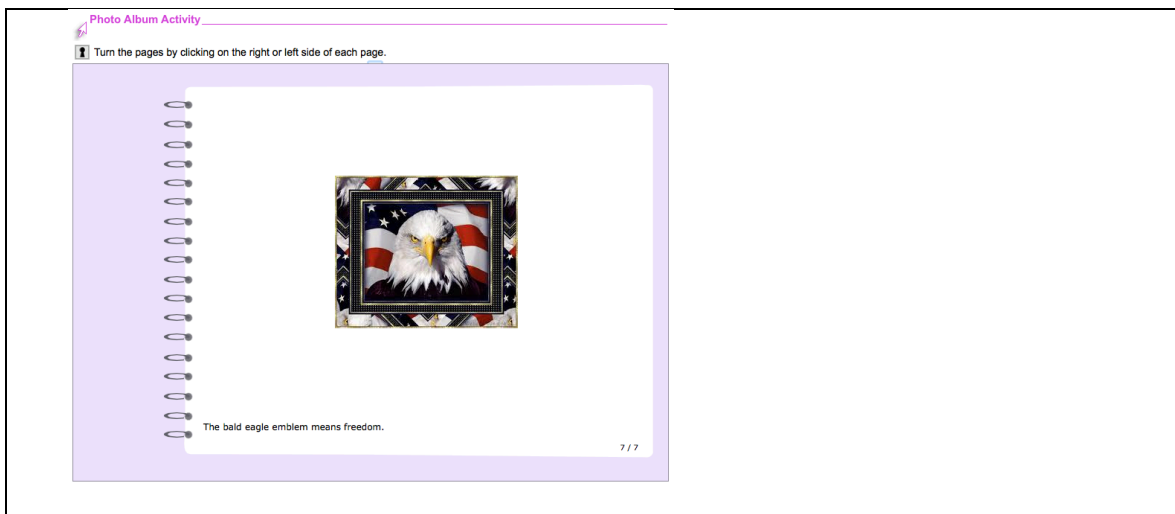 Photo Album Activity
Turn the pages by clicking on the right or left side of each page.
The bald eagle emblem means freedom.
7 / 7